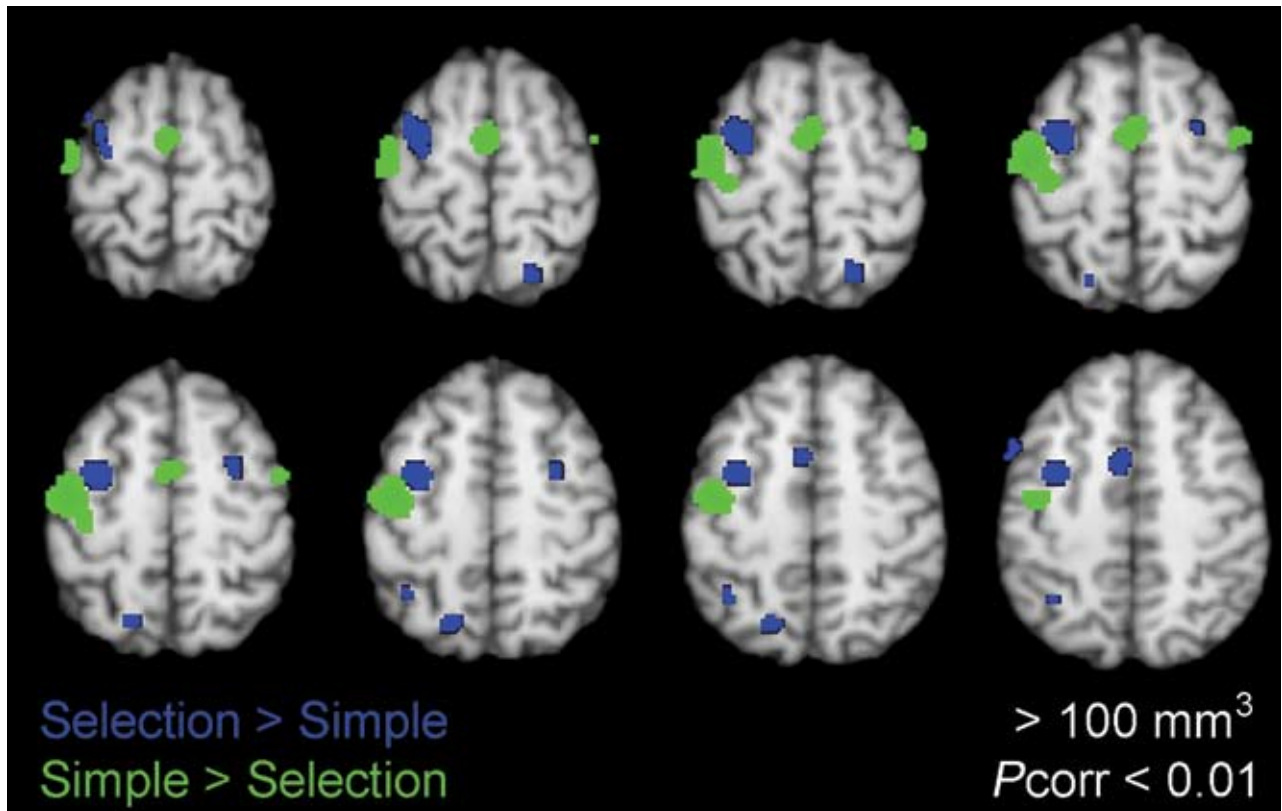 Selection > Simple
> 100 mm³
Simple > Selection
Pcorr < 0.01